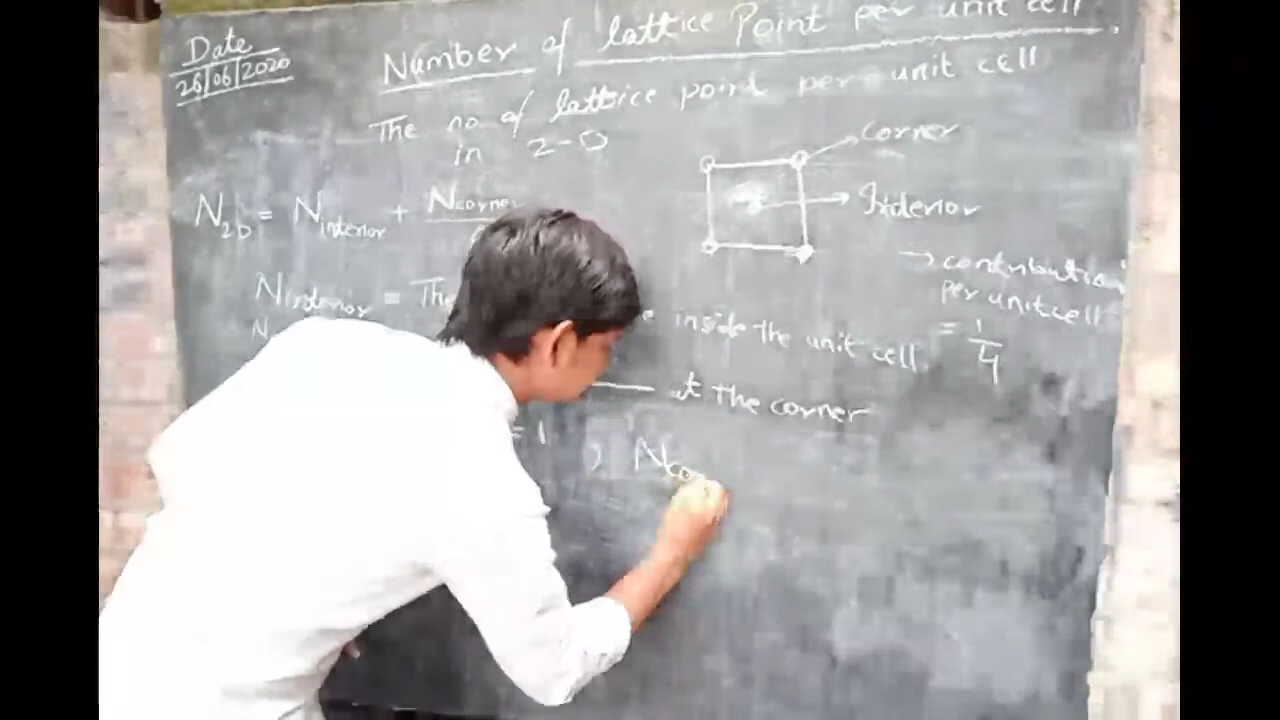 Date
26/06/2020
Number of lattice Point per unit cell.
The no. of lattice point per unit cell
in 2-D
corner
Interior
N2D = Ninterior + Ncorner
→ contribution
per unit cell
= 1/4
Ninterior = The inside the unit cell
N at the corner
= 1 , Nco